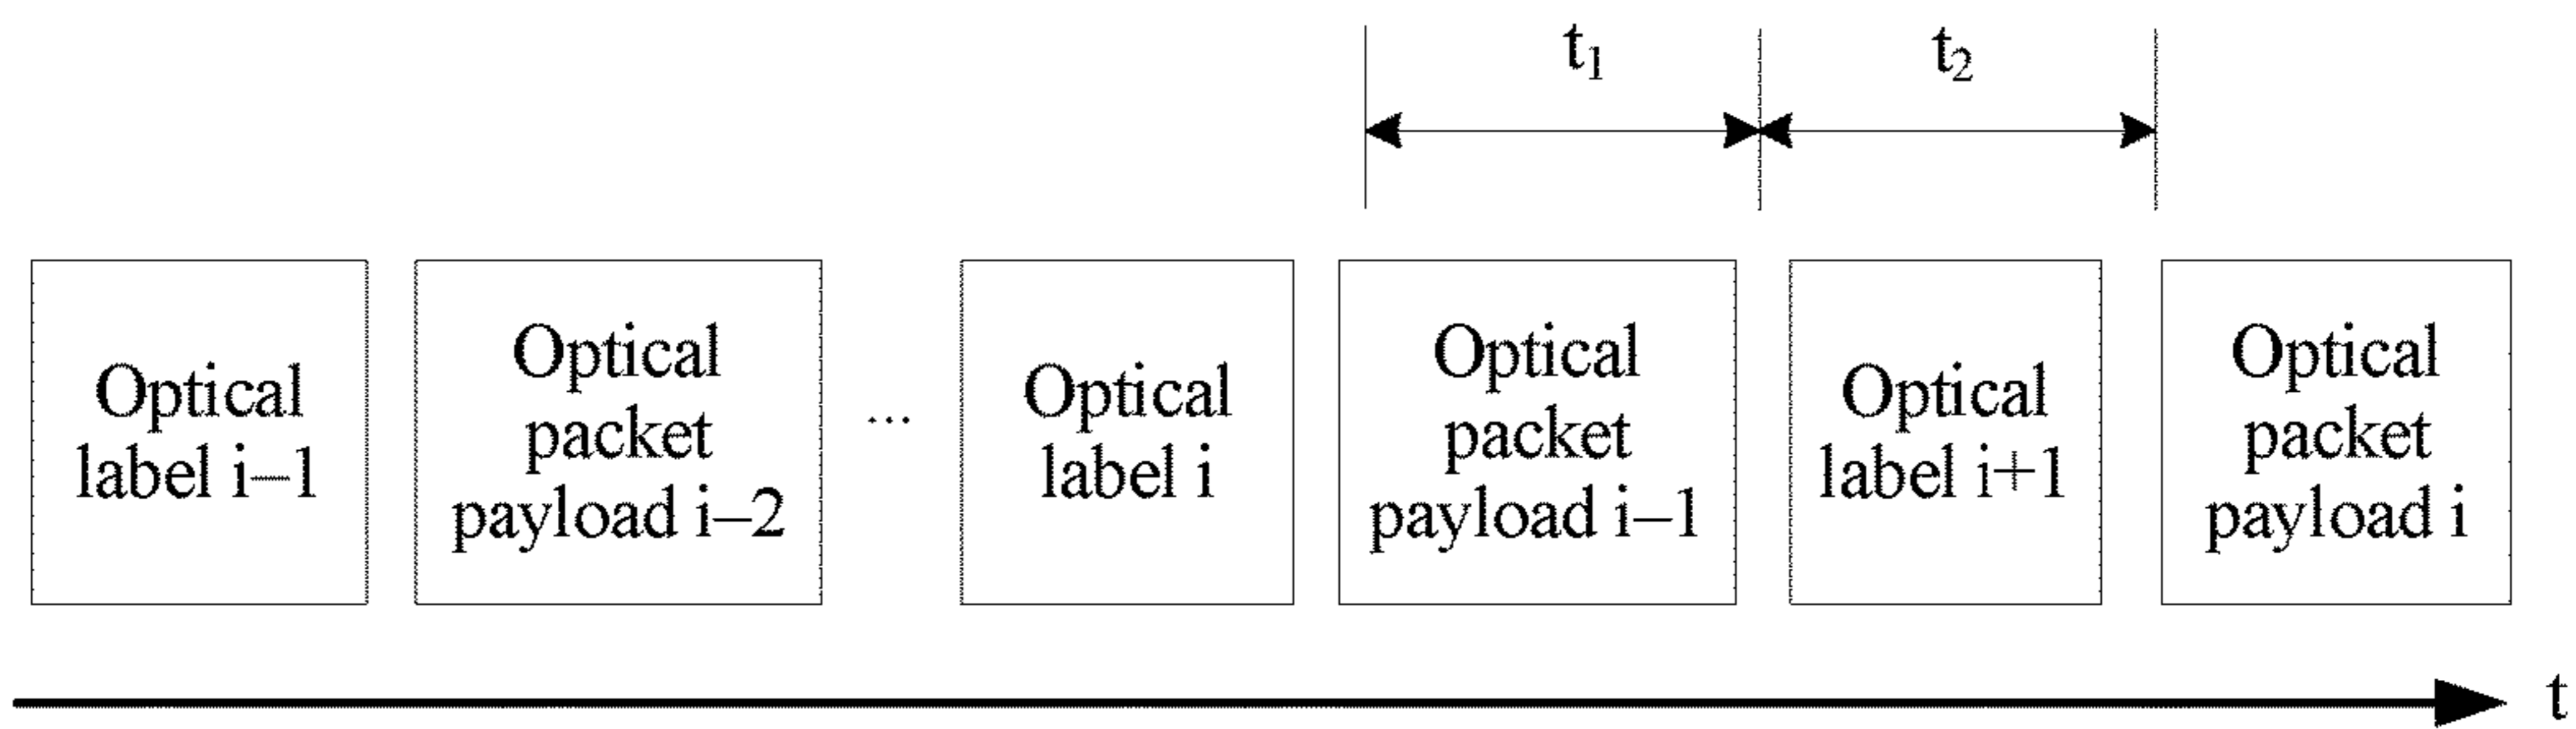 t₁
t₂
Optical
label i–1
Optical
packet
payload i–2
...
Optical
label i
Optical
packet
payload i–1
Optical
label i+1
Optical
packet
payload i
t